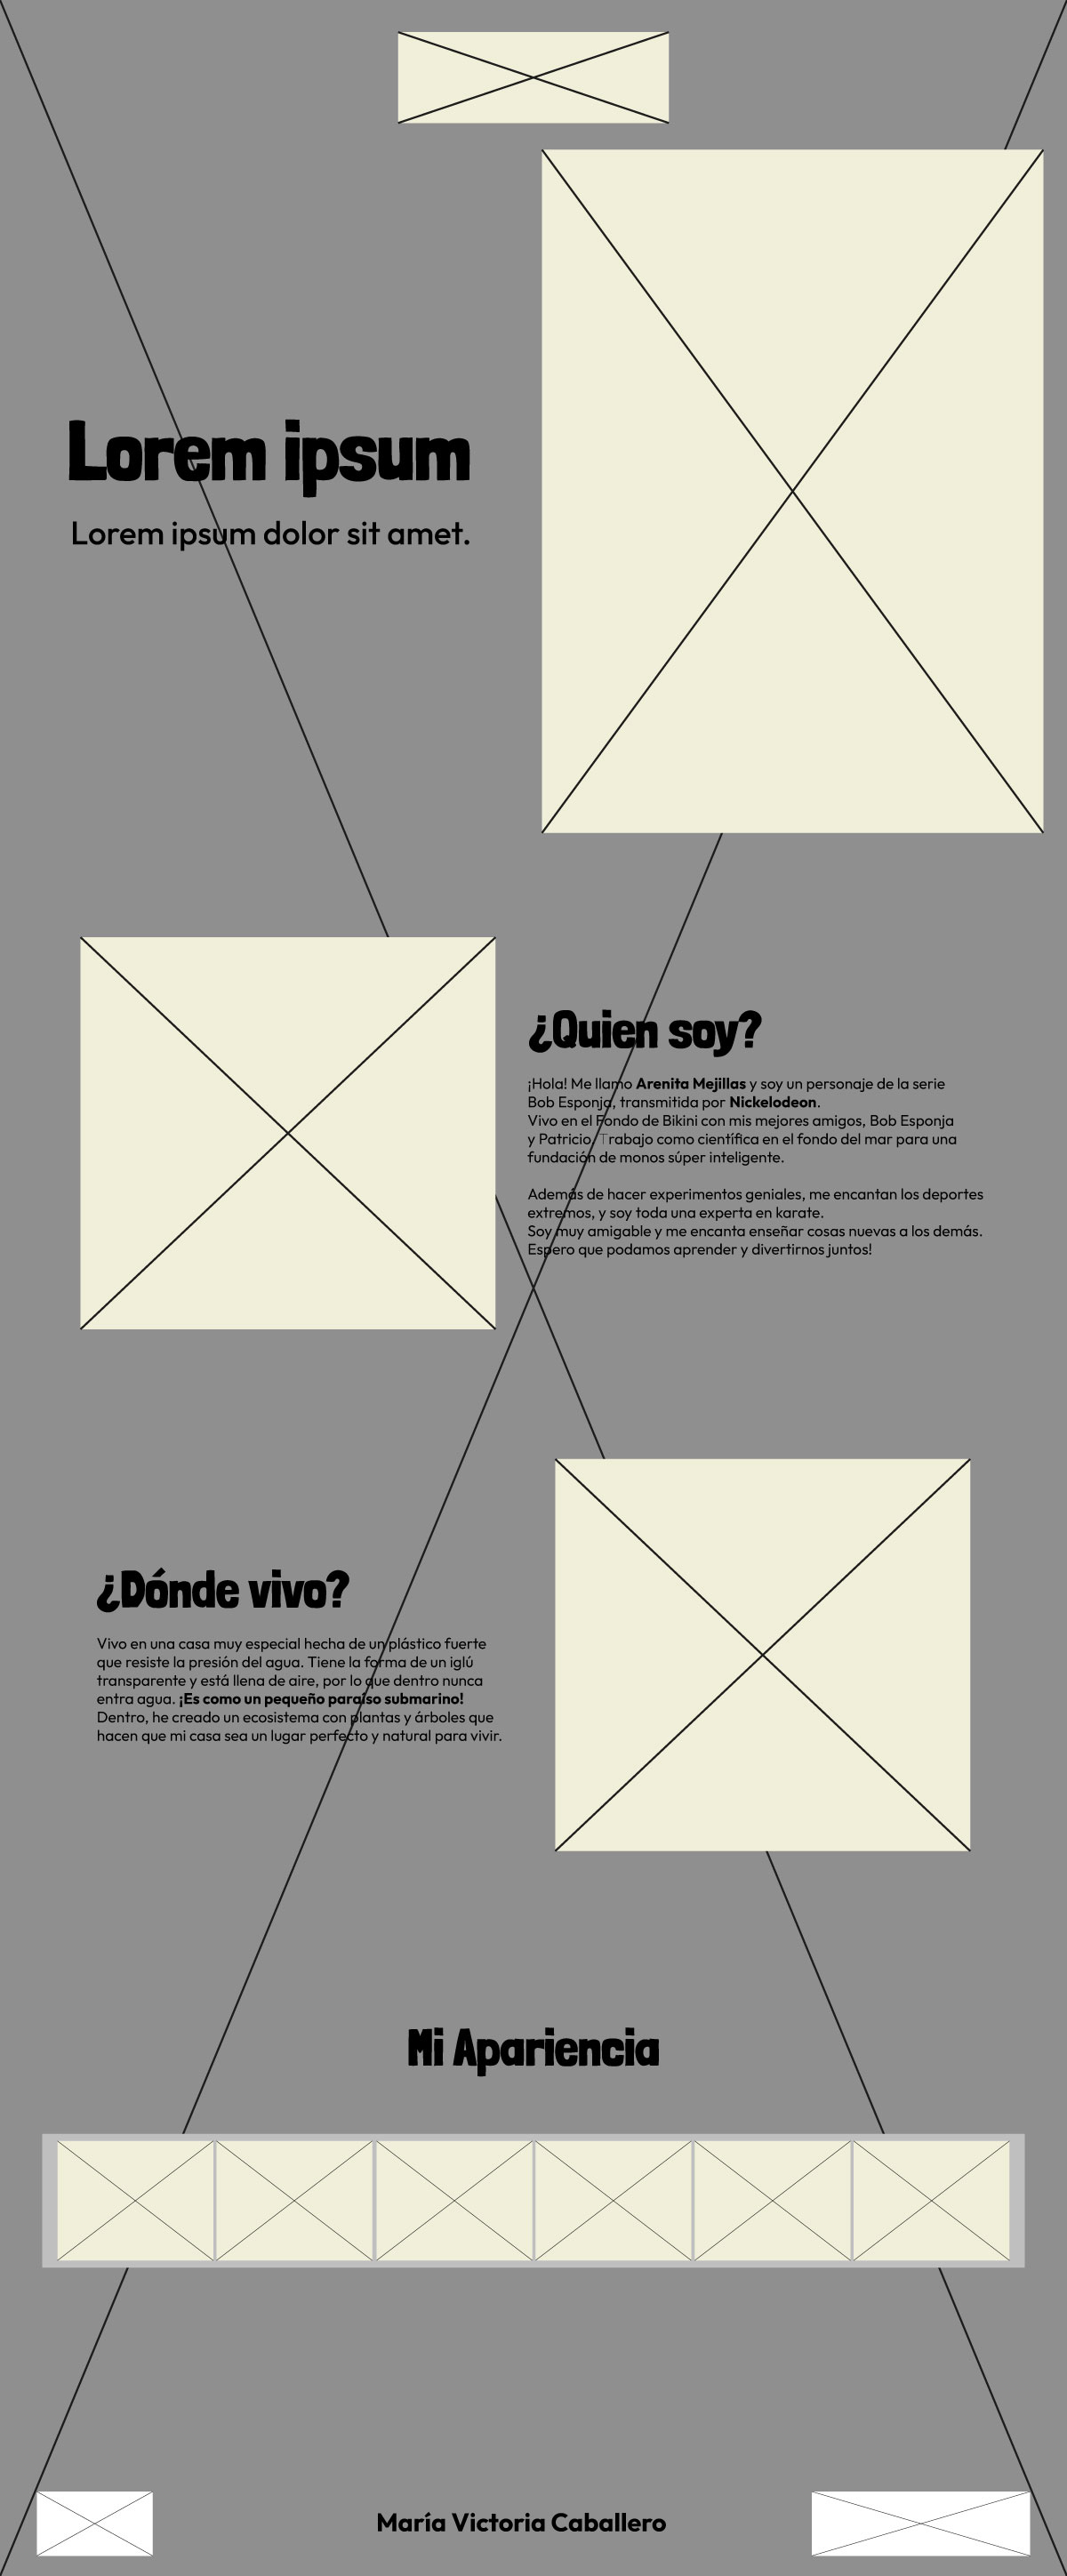 Lorem ipsum
Lorem ipsum dolor sit amet.
¿Quien soy?
¡Hola! Me llamo Arenita Mejillas y soy un personaje de la serie
Bob Esponja, transmitida por Nickelodeon.
Vivo en el Fondo de Bikini con mis mejores amigos, Bob Esponja
y Patricio. Trabajo como científica en el fondo del mar para una
fundación de monos súper inteligente.
Además de hacer experimentos geniales, me encantan los deportes
extremos, y soy toda una experta en karate.
Soy muy amigable y me encanta enseñar cosas nuevas a los demás.
Espero que podamos aprender y divertirnos juntos!
¿Dónde vivo?
Vivo en una casa muy especial hecha de un plástico fuerte
que resiste la presión del agua. Tiene la forma de un iglú
transparente y está llena de aire, por lo que dentro nunca
entra agua. ¡Es como un pequeño paraíso submarino!
Dentro, he creado un ecosistema con plantas y árboles que
hacen que mi casa sea un lugar perfecto y natural para vivir.
Mi Apariencia
María Victoria Caballero